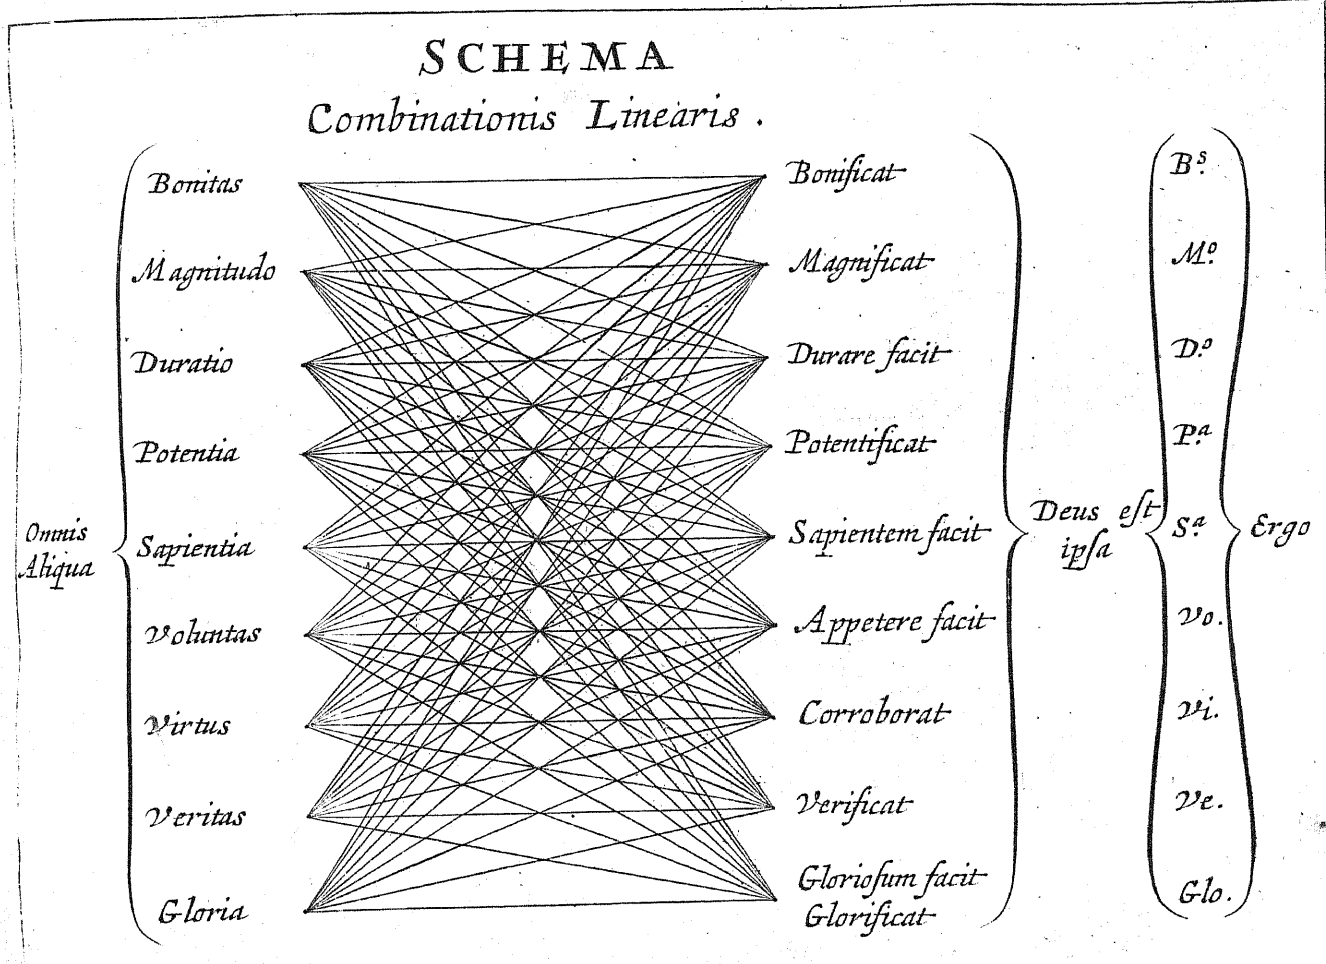 SCHEMA
Combinationis Linearis.
Omnis
Aliqua
Bonitas
Magnitudo
Duratio
Potentia
Sapientia
Voluntas
Virtus
Veritas
Gloria
Bonificat
Magnificat
Durare facit
Potentificat
Sapientem facit
Appetere facit
Corroborat
Verificat
Glorioſum facit
Glorificat
Deus eſt
ipſa
Bˢ.
Mᵒ.
Dᵒ.
Pᵃ.
Sᵃ.
Vo.
Vi.
Ve.
Glo.
Ergo